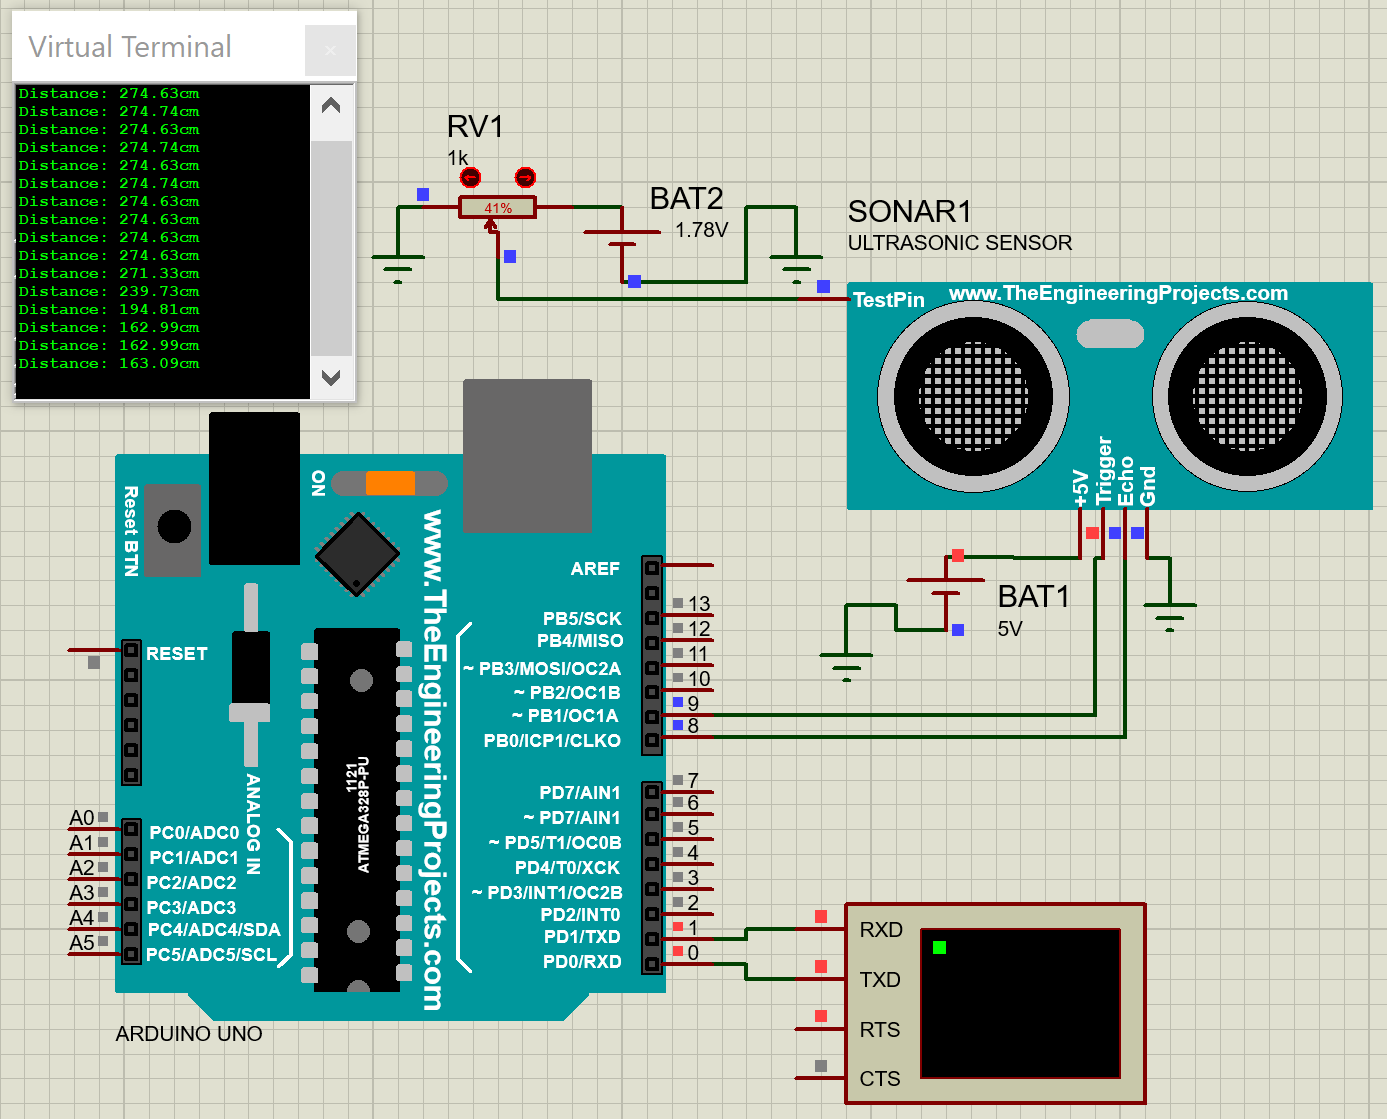 Virtual Terminal
Distance: 274.63cm
Distance: 274.74cm
Distance: 274.63cm
Distance: 274.74cm
Distance: 274.63cm
Distance: 274.74cm
Distance: 274.63cm
Distance: 274.63cm
Distance: 274.63cm
Distance: 274.63cm
Distance: 271.33cm
Distance: 239.73cm
Distance: 194.81cm
Distance: 162.99cm
Distance: 162.99cm
Distance: 163.09cm
RV1
1k
41%
BAT2
1.78V
SONAR1
ULTRASONIC SENSOR
TestPin
www.TheEngineeringProjects.com
+5V
Trigger
Echo
Gnd
BAT1
5V
Reset BTN
ON
www.TheEngineeringProjects.com
RESET
ANALOG IN
1121
ATMEGA328P-PU
AREF
PB5/SCK 13
PB4/MISO 12
~ PB3/MOSI/OC2A 11
~ PB2/OC1B 10
~ PB1/OC1A 9
PB0/ICP1/CLKO 8
PD7/AIN1 7
~ PD7/AIN1 6
~ PD5/T1/OC0B 5
PD4/T0/XCK 4
~ PD3/INT1/OC2B 3
PD2/INT0 2
PD1/TXD 1
PD0/RXD 0
A0 PC0/ADC0
A1 PC1/ADC1
A2 PC2/ADC2
A3 PC3/ADC3
A4 PC4/ADC4/SDA
A5 PC5/ADC5/SCL
ARDUINO UNO
RXD
TXD
RTS
CTS